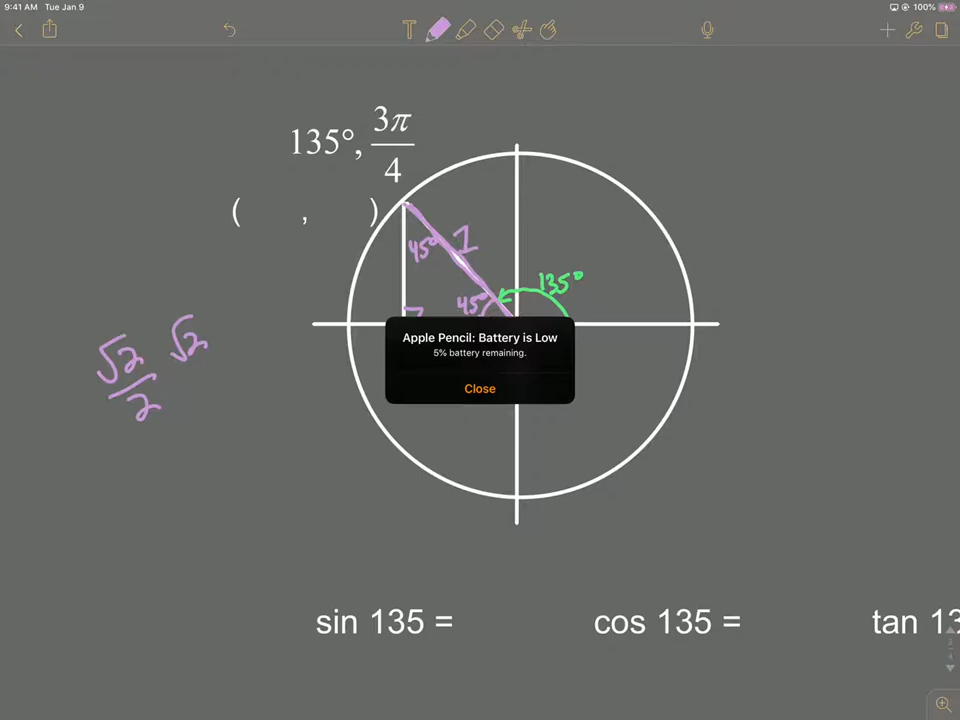 9:41 AM Tue Jan 9
100%
T
135°, 3π/4
( , )
45° 1
135°
45°
√2/2 √2
Apple Pencil: Battery is Low
5% battery remaining.
Close
sin 135 =
cos 135 =
tan 13